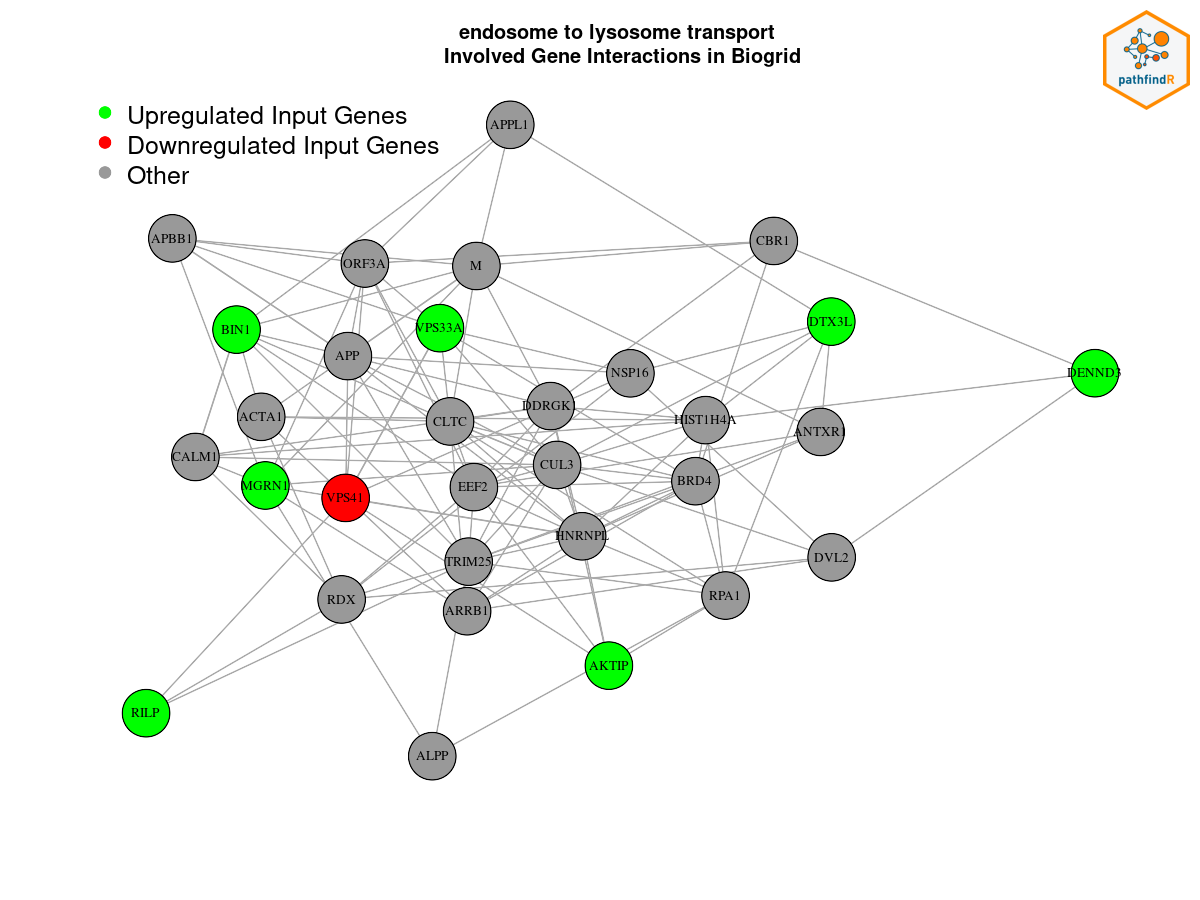 endosome to lysosome transport
Involved Gene Interactions in Biogrid
pathfindR
Upregulated Input Genes
Downregulated Input Genes
Other
APPL1
APBB1
CBR1
ORF3A
M
BIN1
VPS33A
DTX3L
APP
NSP16
DENND3
DDRGK
ACTA1
CLTC
HIST1H4A
ANTXR1
CALM1
CUL3
MGRN1
VPS41
EEF2
BRD4
HNRNPL
TRIM25
DVL2
RDX
ARRB1
RPA1
AKTIP
RILP
ALPP